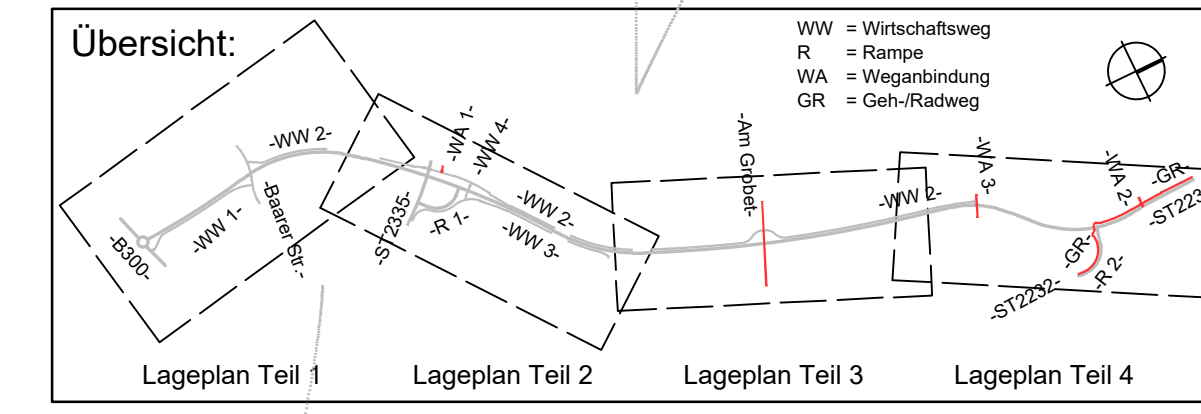 Übersicht:
WW = Wirtschaftsweg
R = Rampe
WA = Weganbindung
GR = Geh-/Radweg
-B300-
-WW 1-
-Baarer Str.-
-WW 2-
-ST2335-
-R 1-
-WA 1-
-WW 4-
-WW 2-
-WW 3-
-Am Grobet-
-WW 2-
-WA 3-
-WA 2-
-GR-
-ST223
-GR-
-R 2-
-ST2232-
Lageplan Teil 1
Lageplan Teil 2
Lageplan Teil 3
Lageplan Teil 4